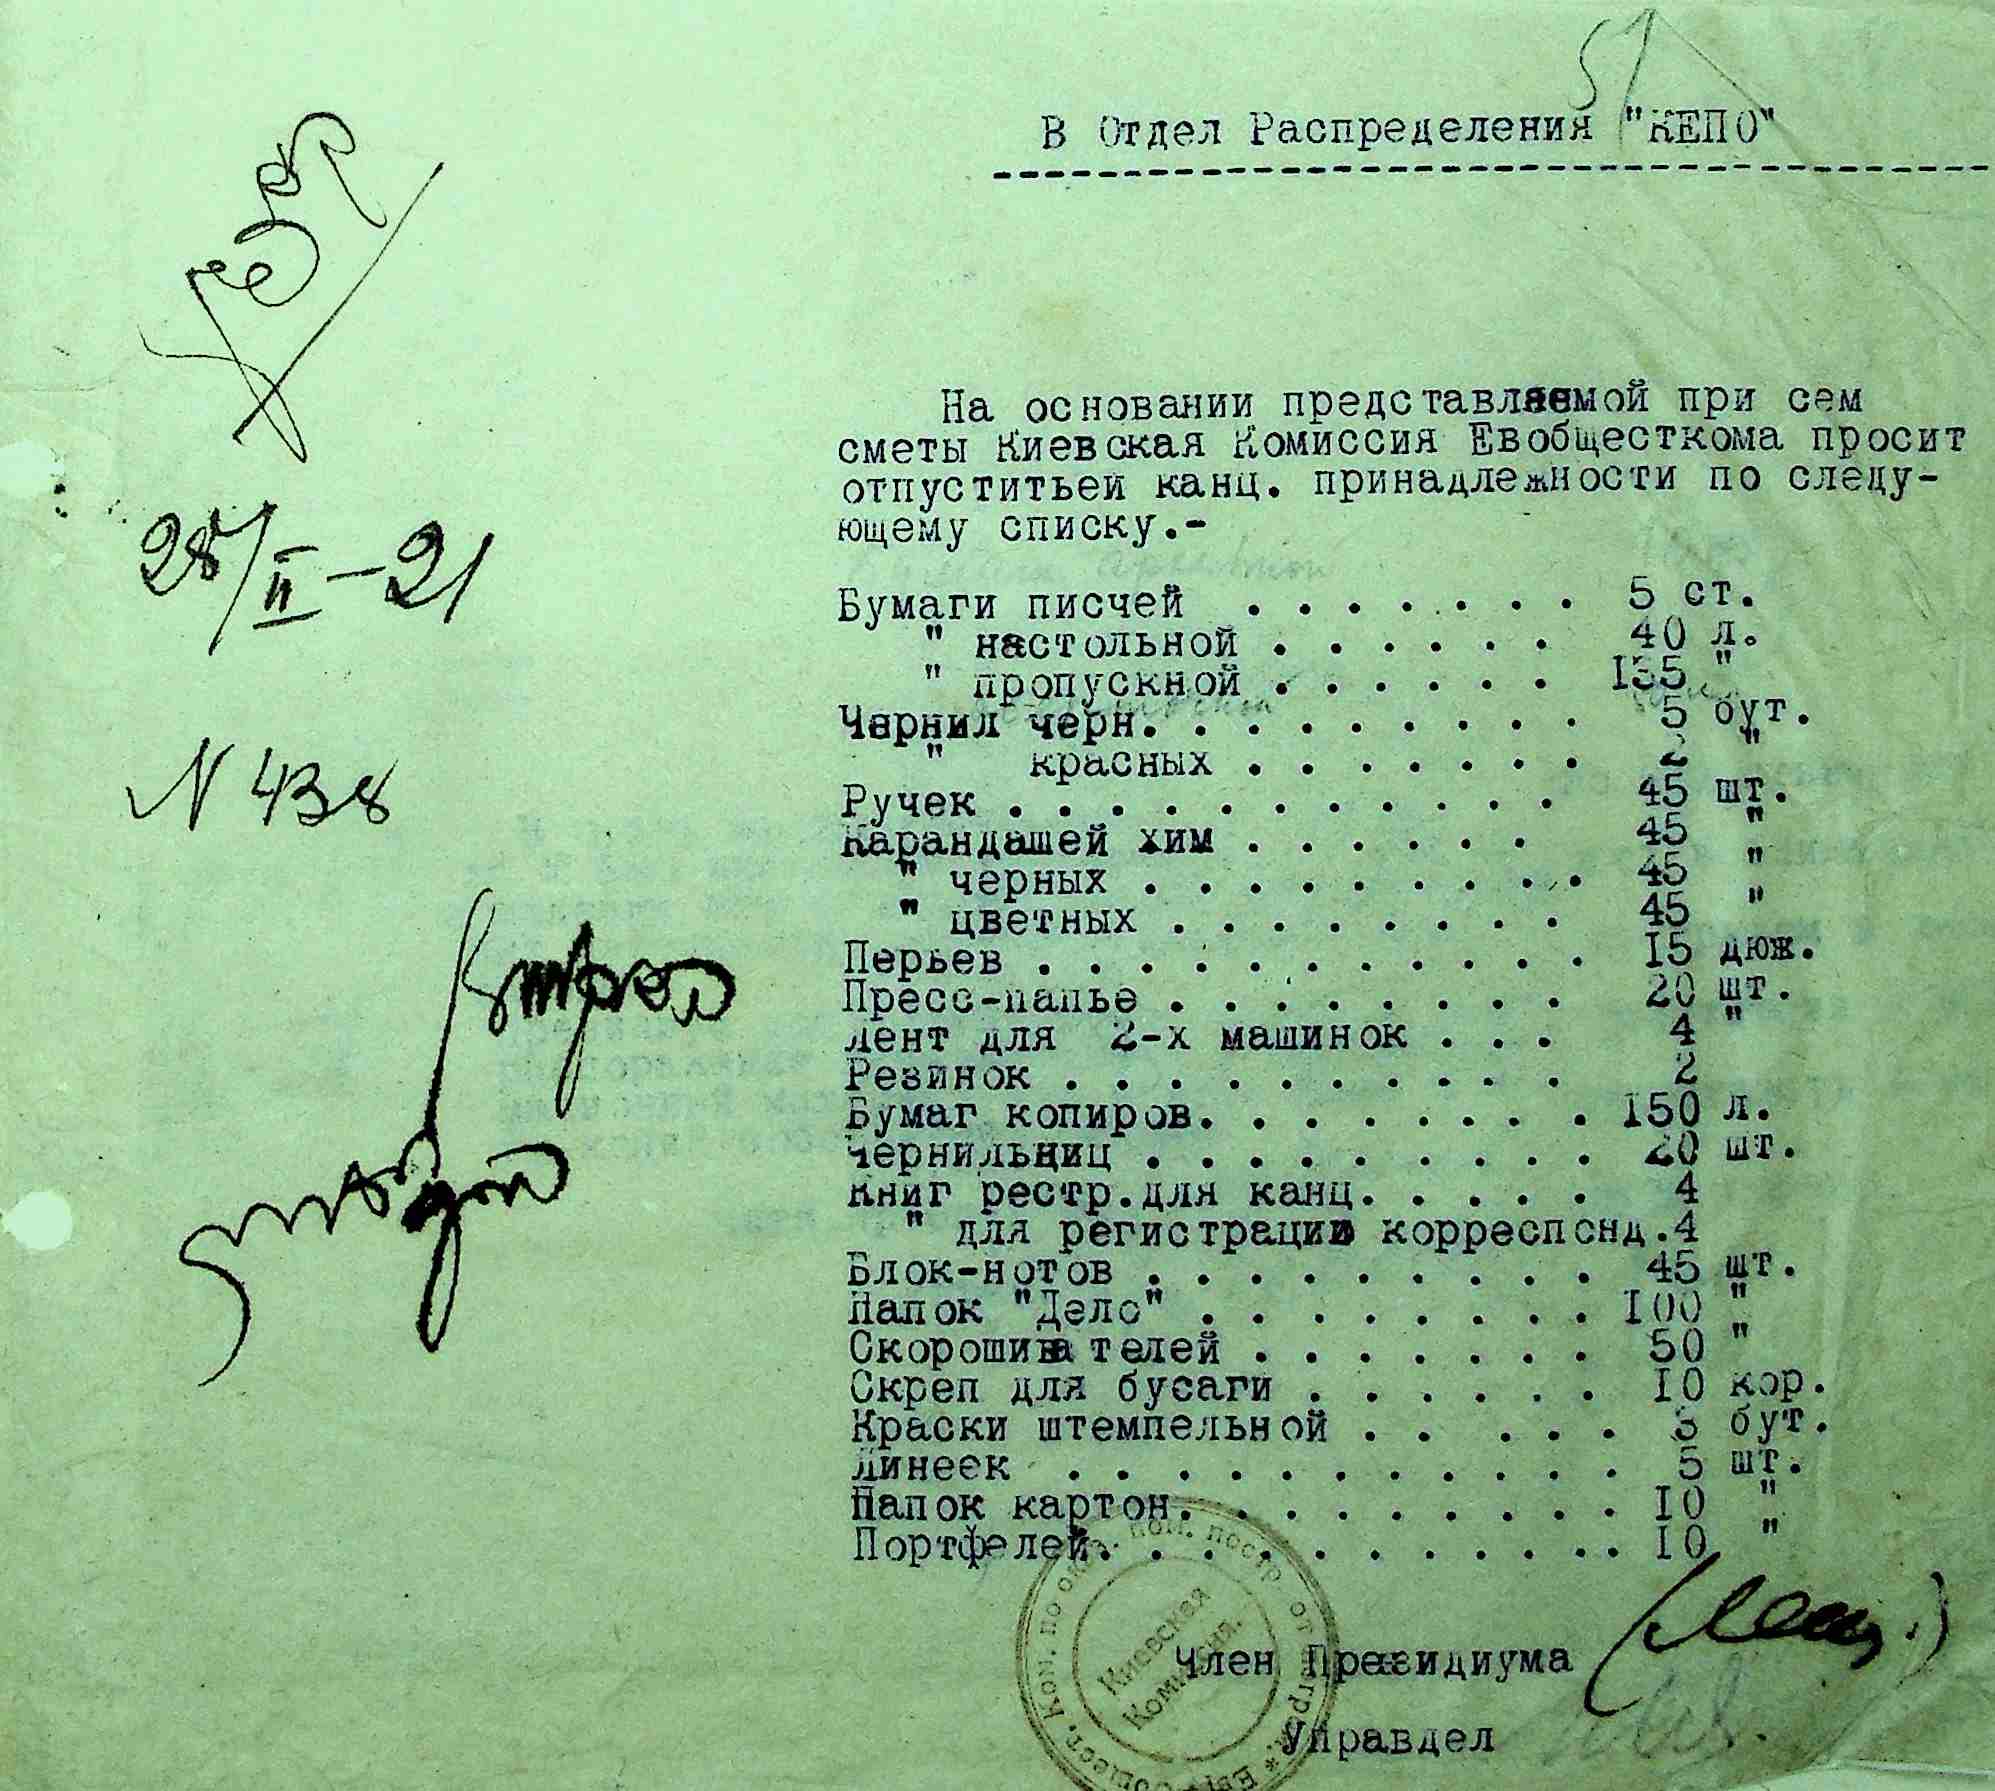 51
В Отдел Распределения "КЕПО"
28/II-21
N 438
На основании представляемой при сем
сметы Киевская Комиссия Евобщесткома просит
отпуститьей канц. принадлежности по следу-
ющему списку.-
Бумаги писчей . . . . . . . 5 ст.
" настольной . . . . . . 40 л.
" пропускной . . . . . . 135 "
Чернил черн. . . . . . . . . 5 бут.
" красных . . . . . . . 2 "
Ручек . . . . . . . . . . . 45 шт.
Карандашей хим . . . . . . 45 "
" черных . . . . . . . . . 45 "
" цветных . . . . . . . . 45 "
Перьев . . . . . . . . . . . 15 дюж.
Пресс-папье . . . . . . . . 20 шт.
Лент для 2-х машинок . . . 4 "
Резинок . . . . . . . . . . 2
Бумаг копиров. . . . . . . . 150 л.
Чернильниц . . . . . . . . . 20 шт.
Книг рестр.для канц. . . . . 4
" для регистрации корреспонд.4
Блок-нотов . . . . . . . . . 45 шт.
Папок "Дело" . . . . . . . . 100 "
Скоросшивателей . . . . . . . 50 "
Скреп для бусаги . . . . . . 10 кор.
Краски штемпельной . . . . . 3 бут.
Линеек . . . . . . . . . . . 5 шт.
Папок картон. . . . . . . . . 10 "
Портфелей. . . . . . . . . . . 10 "
Киевская
Комиссия.
Член Президиума
Управдел